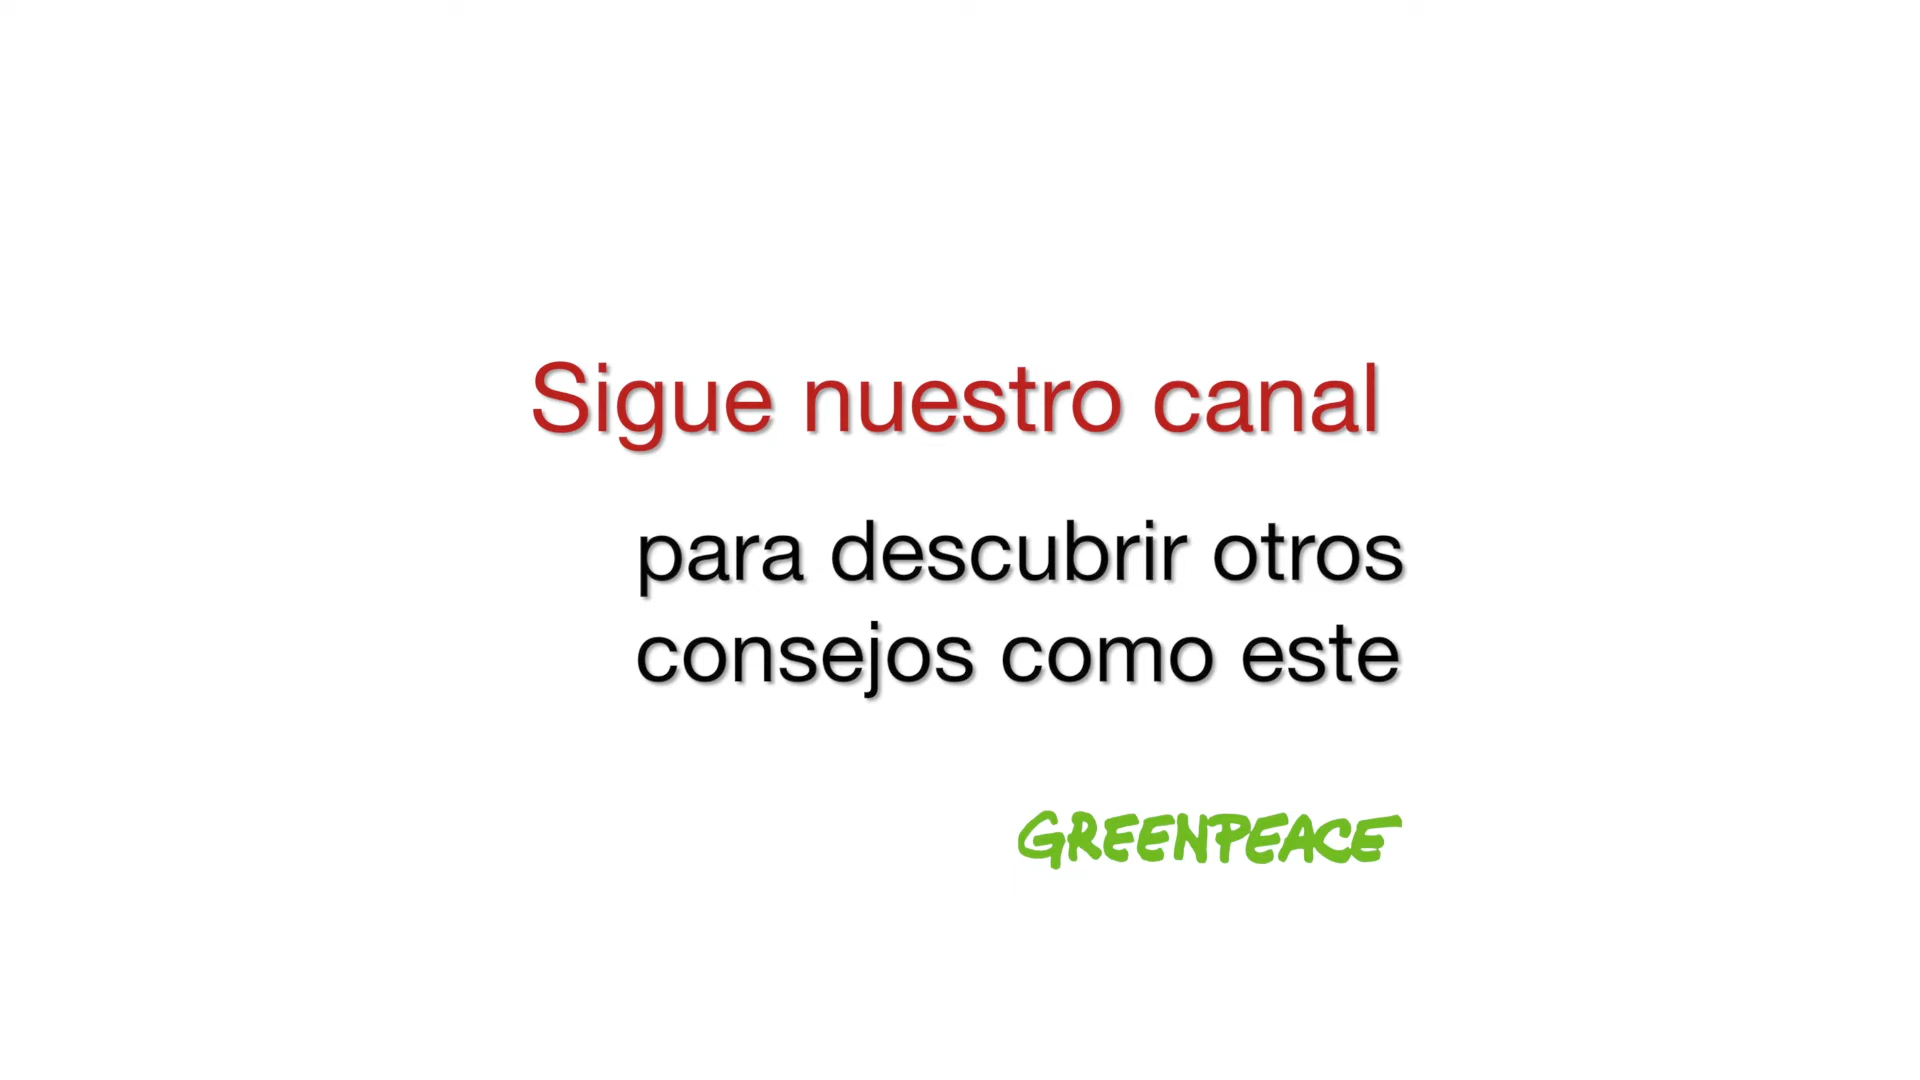 Sigue nuestro canal
para descubrir otros
consejos como este
GREENPEACE